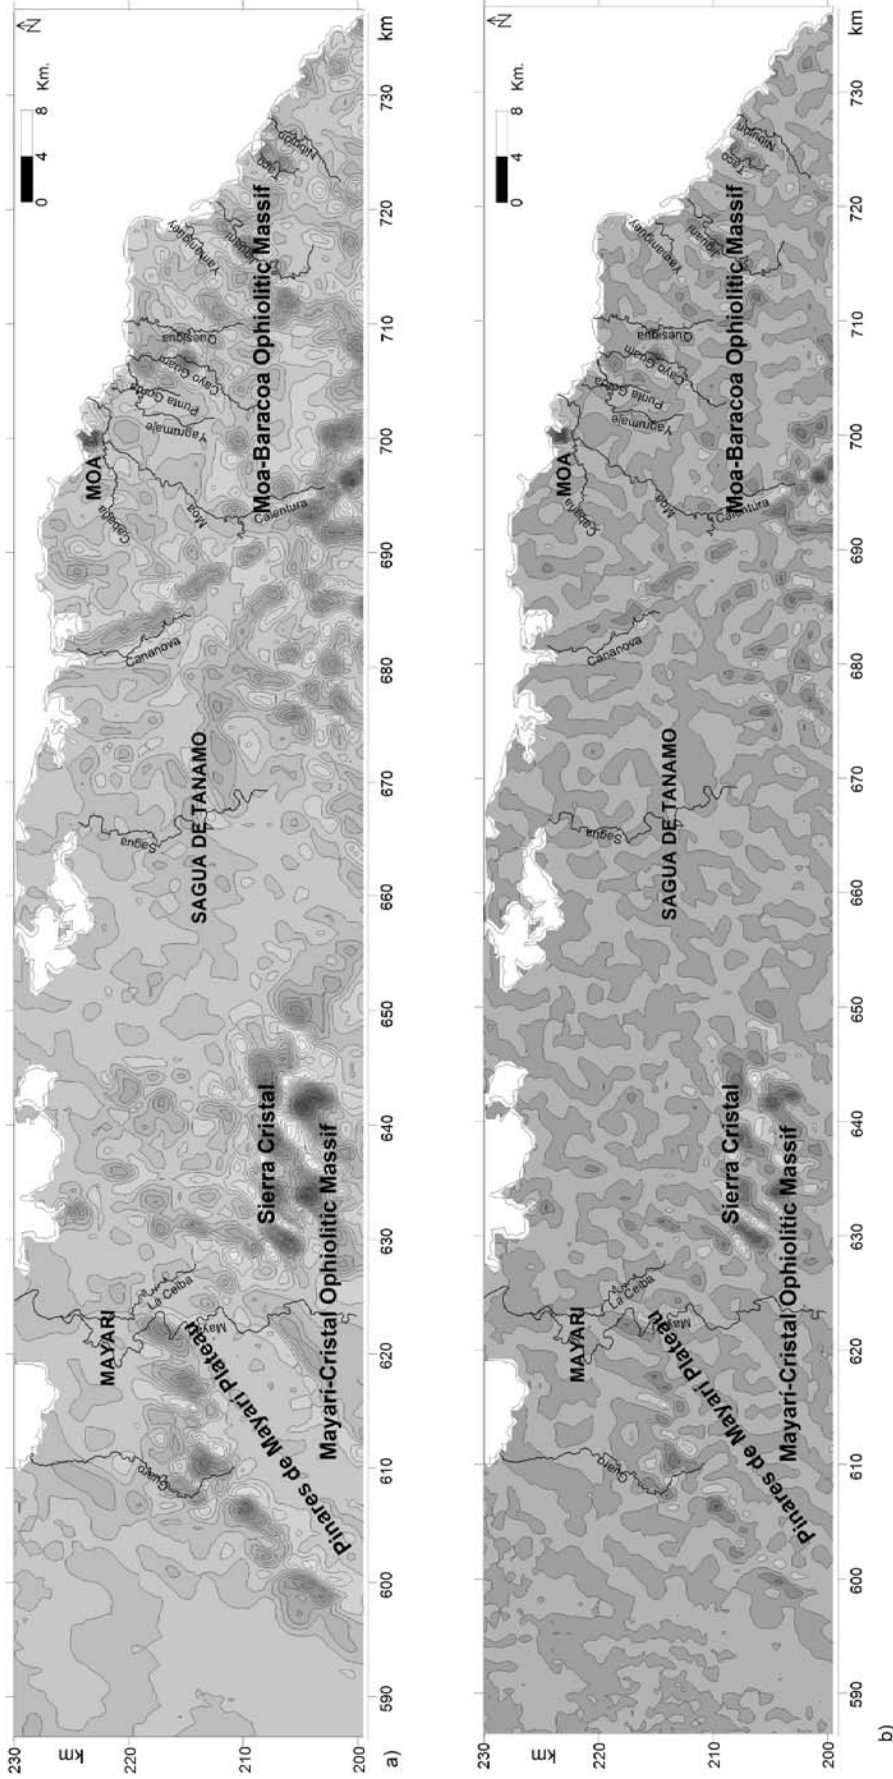 230
0 4 8 Km.
N
km
220
MAYARI
MOA
Guaro
La Ceiba
Sagua
Cananova
Cabaña
Moa
Yagrumaje
Punta Gorda
Cayo Guam
Quesigua
Yamanigüey
Jiguaní
Taco
Nibujón
SAGUA DE TANAMO
210
Pinares de Mayarí Plateau
Sierra Cristal
Calentura
Moa-Baracoa Ophiolitic Massif
Mayarí-Cristal Ophiolitic Massif
200
590 600 610 620 630 640 650 660 670 680 690 700 710 720 730 km
a)
230
0 4 8 Km.
N
km
220
MAYARI
MOA
Guaro
La Ceiba
Sagua
Cananova
Cabaña
Moa
Yagrumaje
Punta Gorda
Cayo Guam
Quesigua
Yamanigüey
Jiguaní
Taco
Nibujón
SAGUA DE TANAMO
210
Pinares de Mayarí Plateau
Sierra Cristal
Calentura
Moa-Baracoa Ophiolitic Massif
Mayarí-Cristal Ophiolitic Massif
200
590 600 610 620 630 640 650 660 670 680 690 700 710 720 730 km
b)